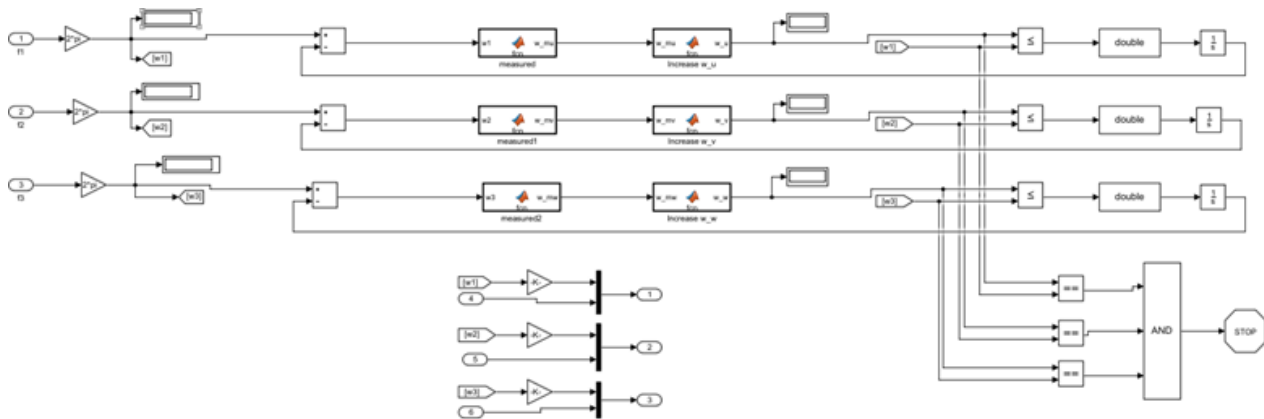 1
f1
2*pi
[w1]
w1
w_mu
measured
w_mu
w_u
Increase w_u
[w1]
≤
double
1
s
2
f2
2*pi
[w2]
w2
w_mv
measured1
w_mv
w_v
Increase w_v
[w2]
≤
double
1
s
3
f3
2*pi
[w3]
w3
w_mw
measured2
w_mw
w_w
Increase w_w
[w3]
≤
double
1
s
[w1]
-K-
4
1
[w2]
-K-
5
2
[w3]
-K-
6
3
==
==
==
AND
STOP